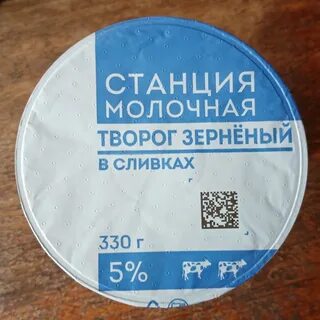 СТАНЦИЯ
МОЛОЧНАЯ
ТВОРОГ ЗЕРНЁНЫЙ
В СЛИВКАХ
330 г
5%